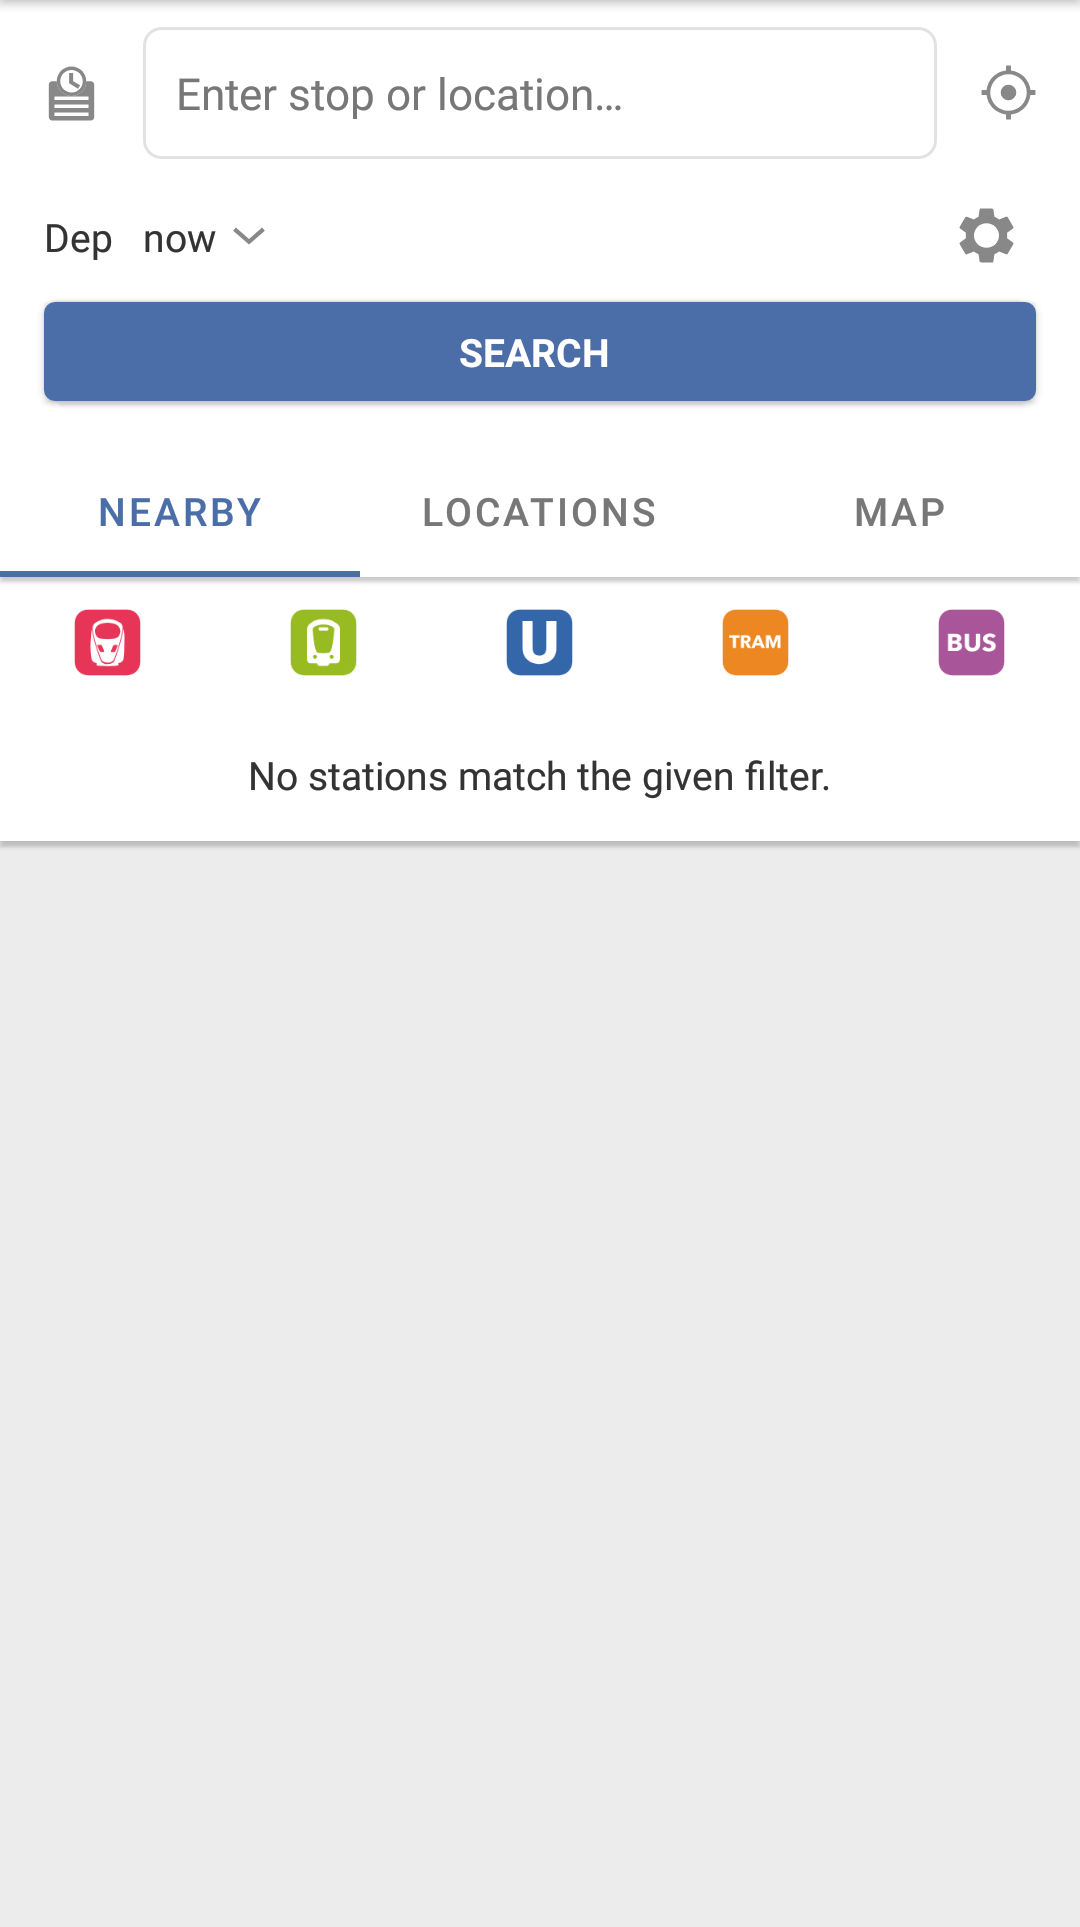 Enter stop or location...
Dep now
SEARCH
NEARBY LOCATIONS MAP
U TRAM BUS
No stations match the given filter.